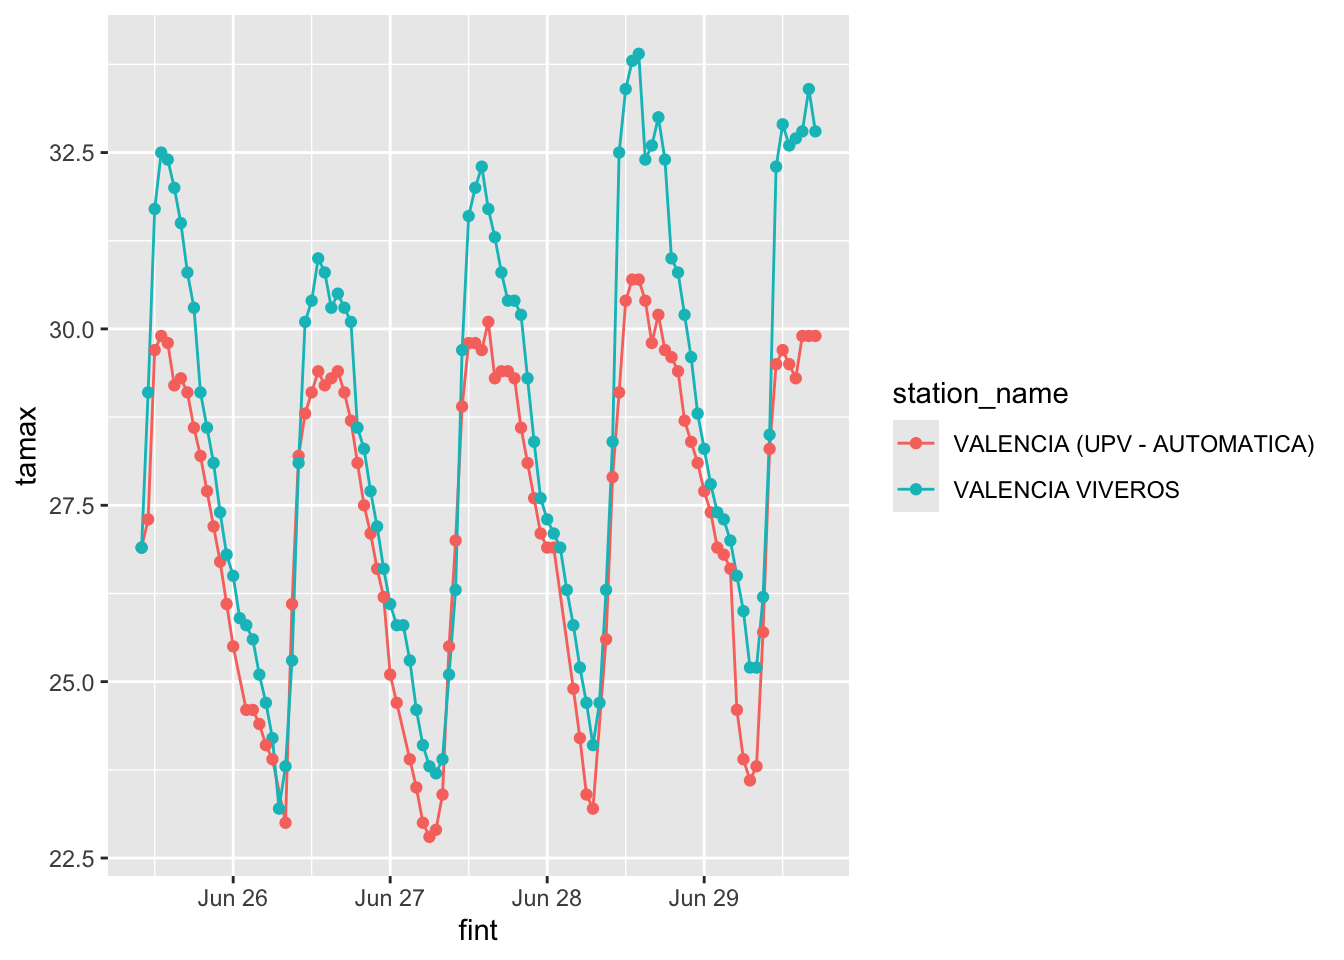 tamax
32.5
30.0
27.5
25.0
22.5
Jun 26 Jun 27 Jun 28 Jun 29
fint
station_name
VALENCIA (UPV - AUTOMATICA)
VALENCIA VIVEROS